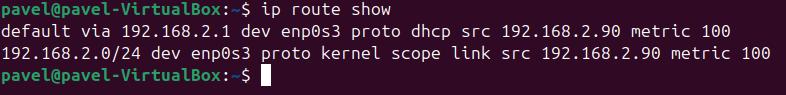 pavel@pavel-VirtualBox:~$ ip route show
default via 192.168.2.1 dev enp0s3 proto dhcp src 192.168.2.90 metric 100
192.168.2.0/24 dev enp0s3 proto kernel scope link src 192.168.2.90 metric 100
pavel@pavel-VirtualBox:~$